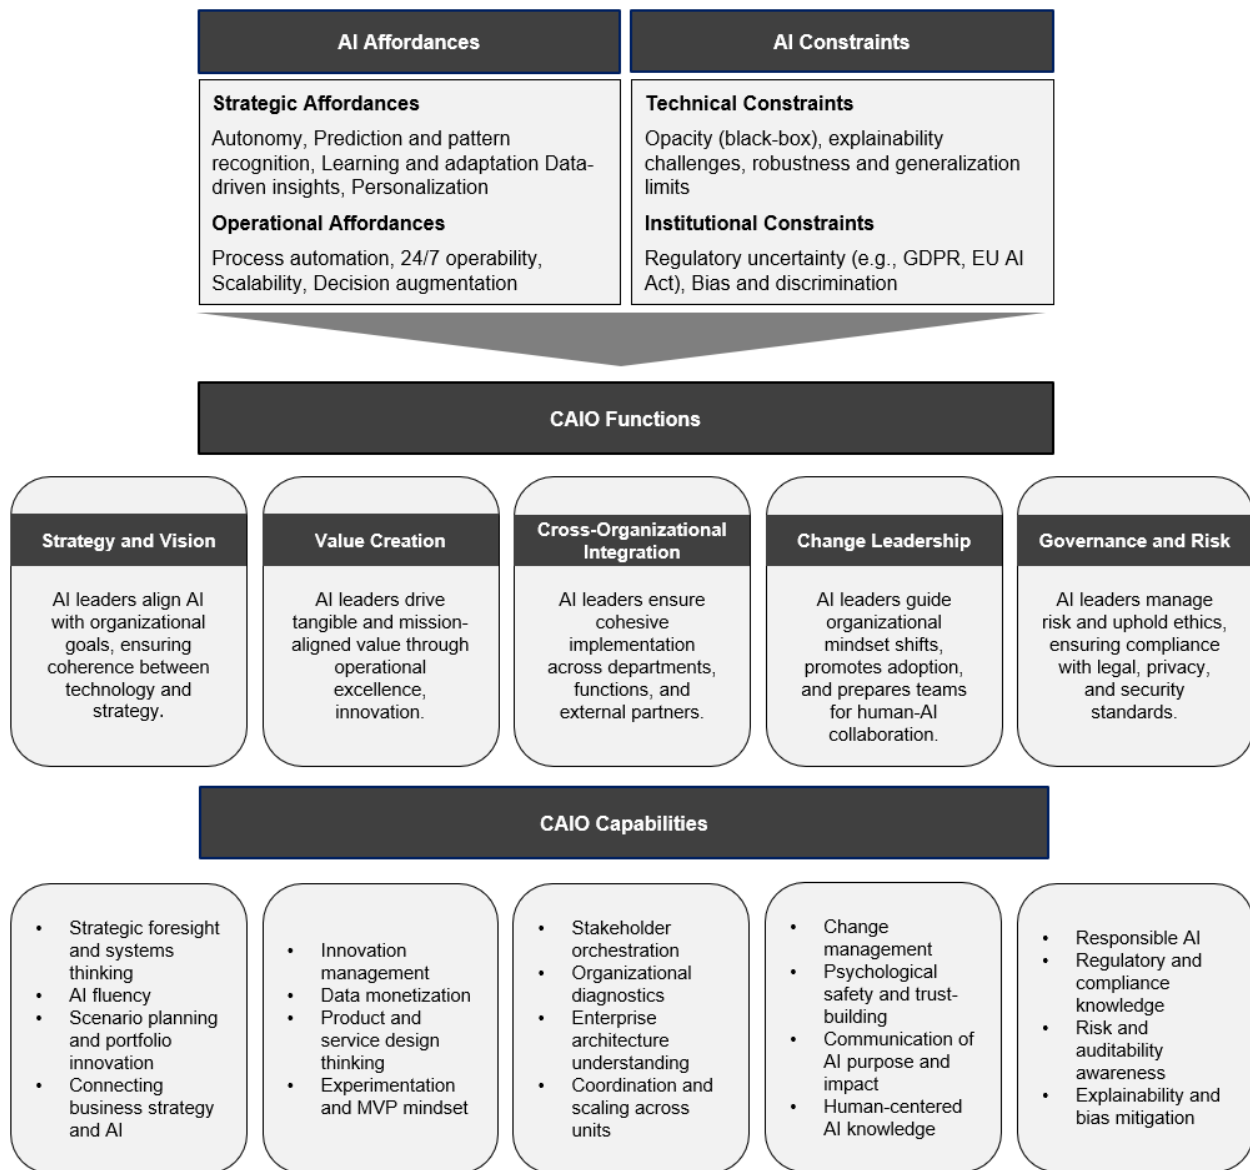 AI Affordances
AI Constraints
Strategic Affordances
Autonomy, Prediction and pattern
recognition, Learning and adaptation Data-
driven insights, Personalization
Operational Affordances
Process automation, 24/7 operability,
Scalability, Decision augmentation
Technical Constraints
Opacity (black-box), explainability
challenges, robustness and generalization
limits
Institutional Constraints
Regulatory uncertainty (e.g., GDPR, EU AI
Act), Bias and discrimination
CAIO Functions
Strategy and Vision
AI leaders align AI
with organizational
goals, ensuring
coherence between
technology and
strategy.
Value Creation
AI leaders drive
tangible and mission-
aligned value through
operational
excellence,
innovation.
Cross-Organizational
Integration
AI leaders ensure
cohesive
implementation
across departments,
functions, and
external partners.
Change Leadership
AI leaders guide
organizational
mindset shifts,
promotes adoption,
and prepares teams
for human-AI
collaboration.
Governance and Risk
AI leaders manage
risk and uphold ethics,
ensuring compliance
with legal, privacy,
and security
standards.
CAIO Capabilities
• Strategic foresight
and systems
thinking
• AI fluency
• Scenario planning
and portfolio
innovation
• Connecting
business strategy
and AI
• Innovation
management
• Data monetization
• Product and
service design
thinking
• Experimentation
and MVP mindset
• Stakeholder
orchestration
• Organizational
diagnostics
• Enterprise
architecture
understanding
• Coordination and
scaling across
units
• Change
management
• Psychological
safety and trust-
building
• Communication of
AI purpose and
impact
• Human-centered
AI knowledge
• Responsible AI
• Regulatory and
compliance
knowledge
• Risk and
auditability
awareness
• Explainability and
bias mitigation